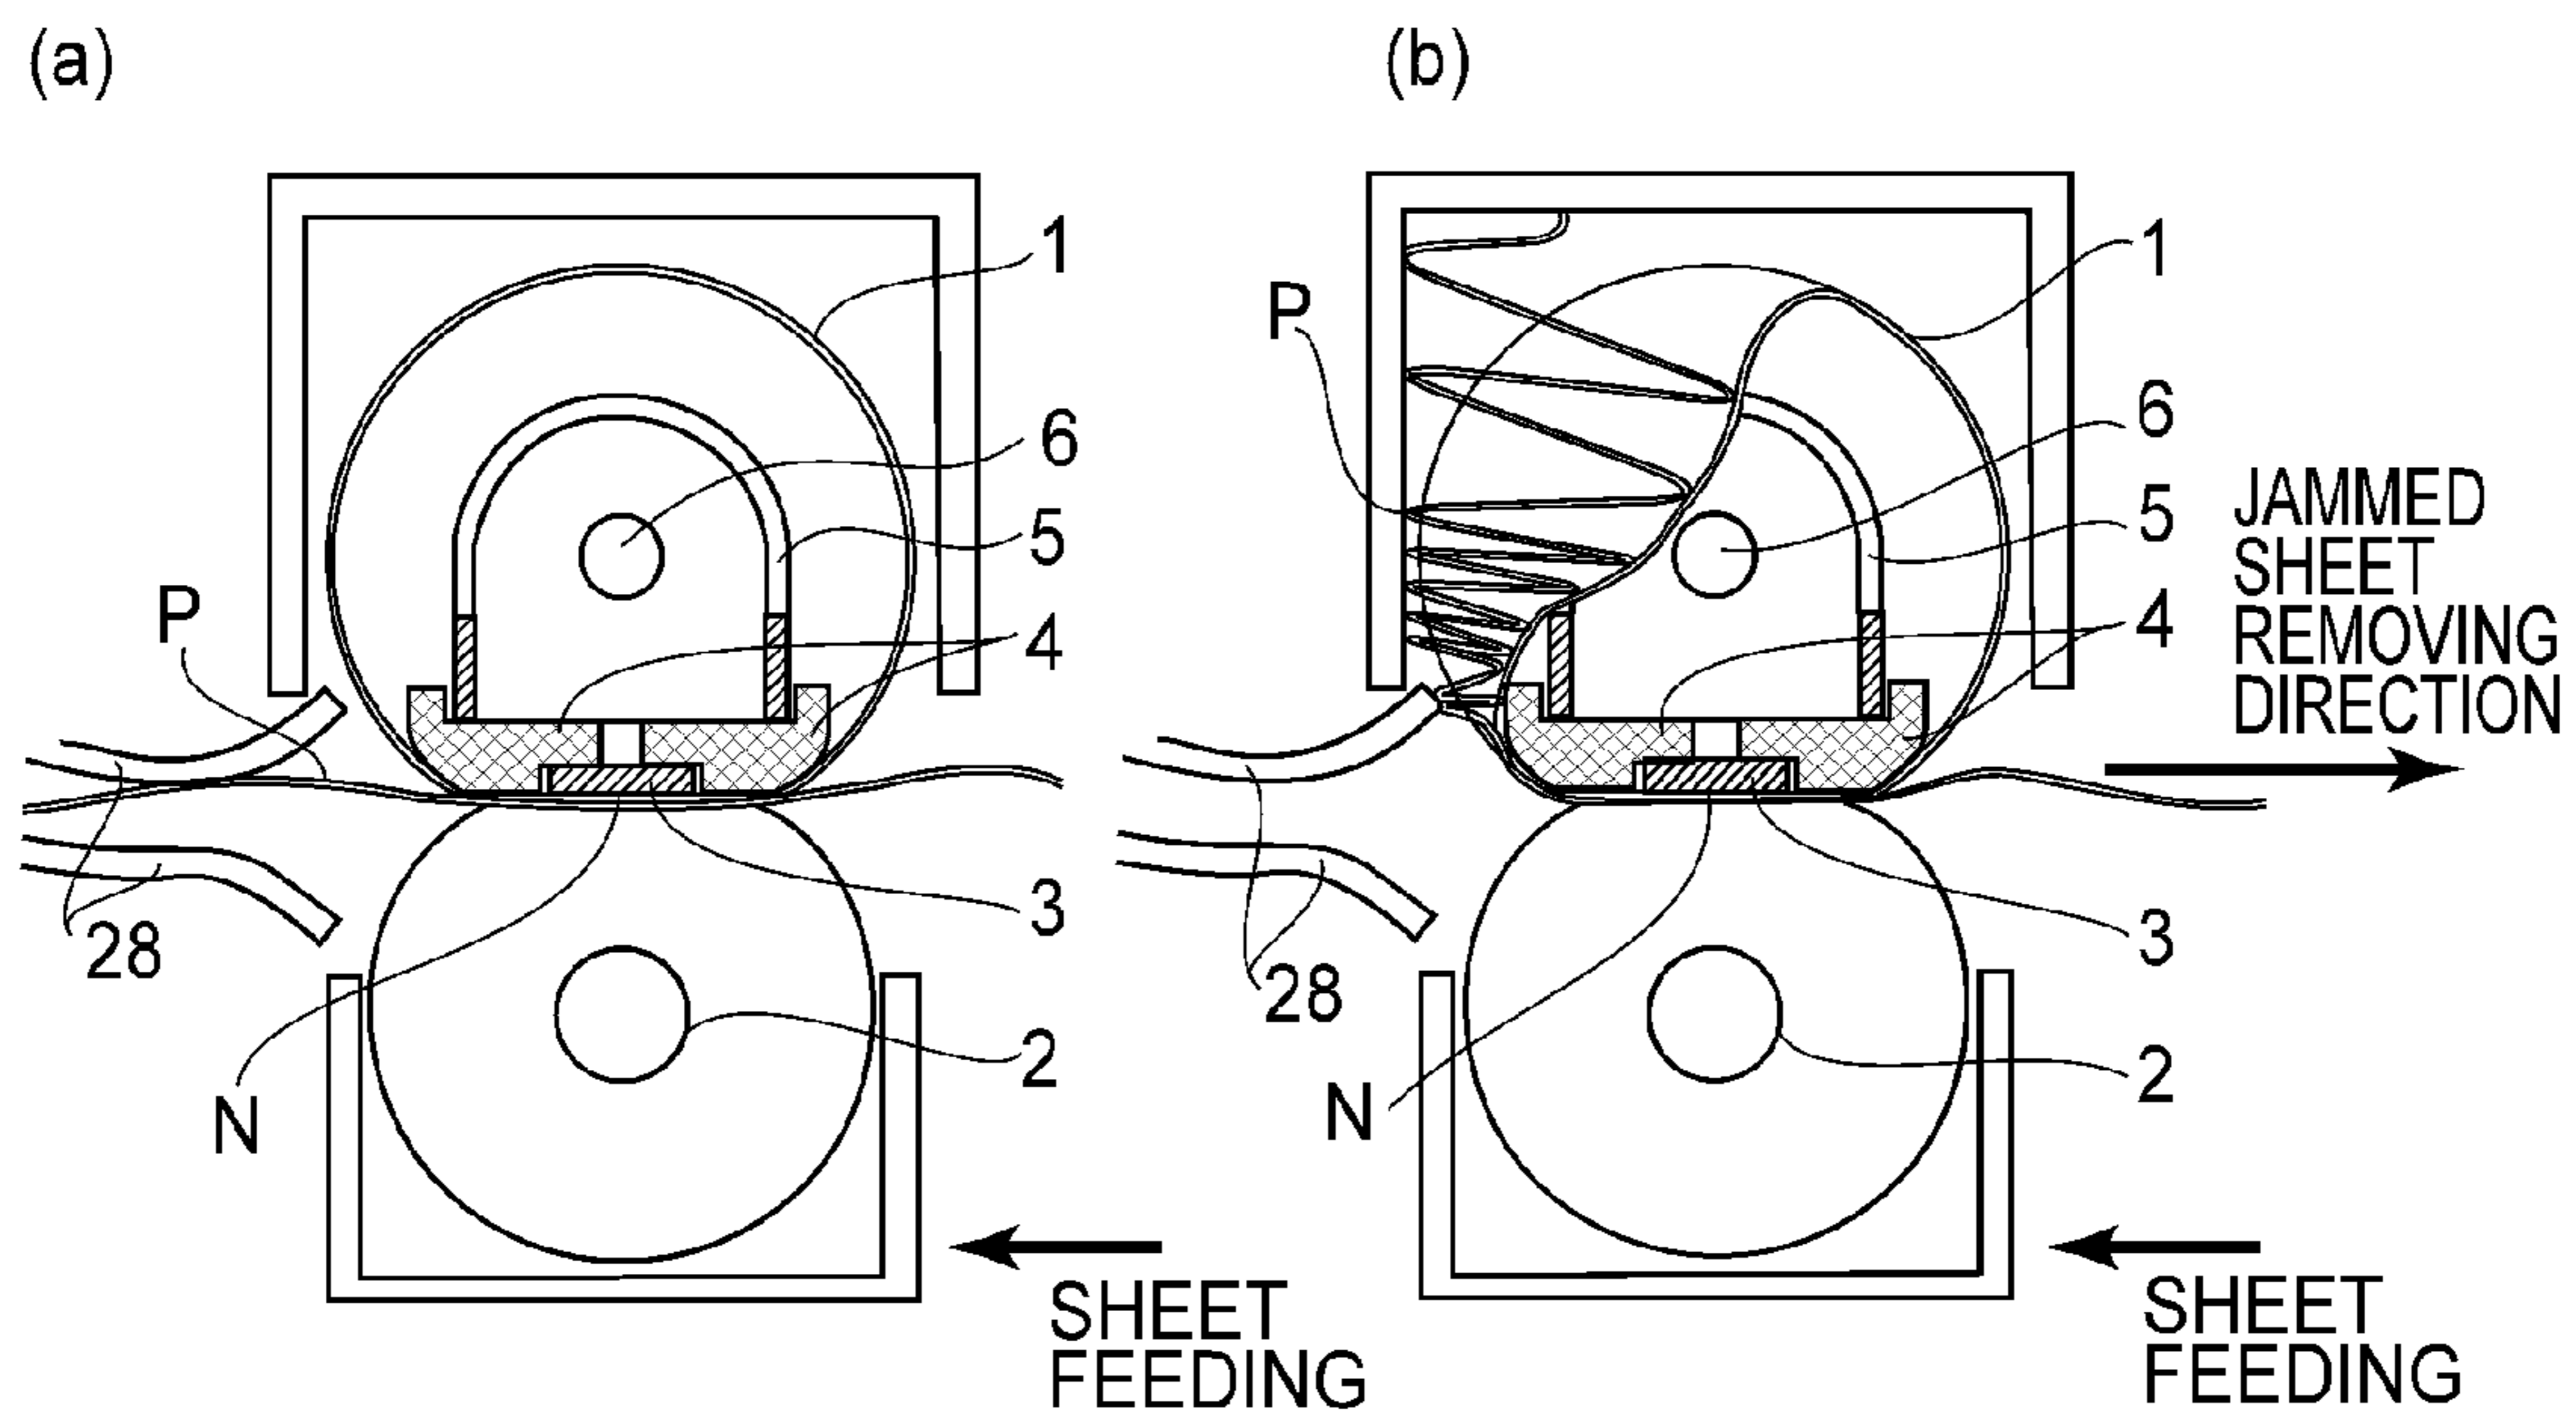 (a)
1
6
5
P
4
28
3
2
N
SHEET
FEEDING
(b)
1
P
6
5
4
JAMMED
SHEET
REMOVING
DIRECTION
3
28
2
N
SHEET
FEEDING